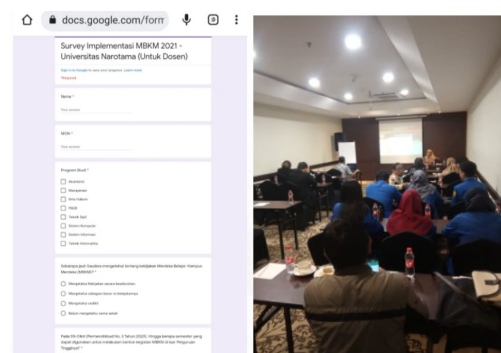 docs.google.com/form
Survey Implementasi MBKM 2021 -
Universitas Narotama (Untuk Dosen)
*Required
Nama *
Your answer
NIDN *
Your answer
Program Studi *
Akuntansi
Manajemen
Ilmu Hukum
PGPAUD
Teknik Sipil
Sistem Komputer
Sistem Informasi
Teknik Informatika
Seberapa jauh Saudara mengetahui tentang kebijakan Merdeka Belajar -Kampus
Merdeka (MBKM)? *
Mengetahui kebijakan secara keseluruhan
Mengetahui sebagian besar isi kebijakannya
Mengetahui sedikit
Belum mengetahui sama sekali